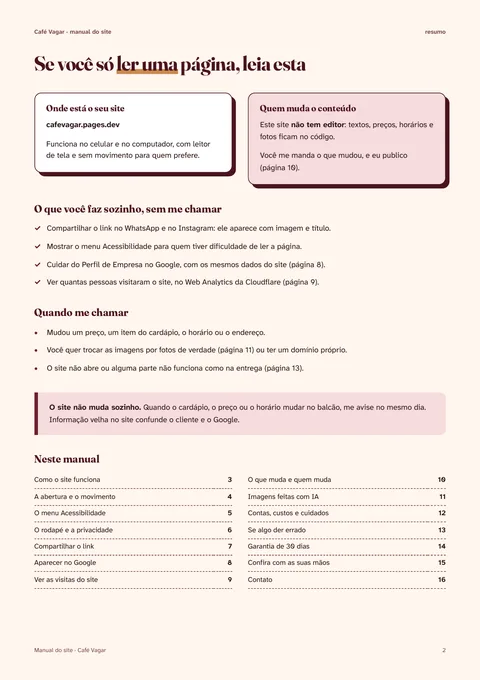 Café Vagar · manual do site
resumo
Se você só ler uma página, leia esta
Onde está o seu site
cafevagar.pages.dev
Funciona no celular e no computador, com leitor
de tela e sem movimento para quem prefere.
Quem muda o conteúdo
Este site não tem editor: textos, preços, horários e
fotos ficam no código.
Você me manda o que mudou, e eu publico
(página 10).
O que você faz sozinho, sem me chamar
✓ Compartilhar o link no WhatsApp e no Instagram: ele aparece com imagem e título.
✓ Mostrar o menu Acessibilidade para quem tiver dificuldade de ler a página.
✓ Cuidar do Perfil de Empresa no Google, com os mesmos dados do site (página 8).
✓ Ver quantas pessoas visitaram o site, no Web Analytics da Cloudflare (página 9).
Quando me chamar
• Mudou um preço, um item do cardápio, o horário ou o endereço.
• Você quer trocar as imagens por fotos de verdade (página 11) ou ter um domínio próprio.
• O site não abre ou alguma parte não funciona como na entrega (página 13).
O site não muda sozinho. Quando o cardápio, o preço ou o horário mudar no balcão, me avise no mesmo dia.
Informação velha no site confunde o cliente e o Google.
Neste manual
Como o site funciona 3
A abertura e o movimento 4
O menu Acessibilidade 5
O rodapé e a privacidade 6
Compartilhar o link 7
Aparecer no Google 8
Ver as visitas do site 9
O que muda e quem muda 10
Imagens feitas com IA 11
Contas, custos e cuidados 12
Se algo der errado 13
Garantia de 30 dias 14
Confira com as suas mãos 15
Contato 16
Manual do site · Café Vagar
2